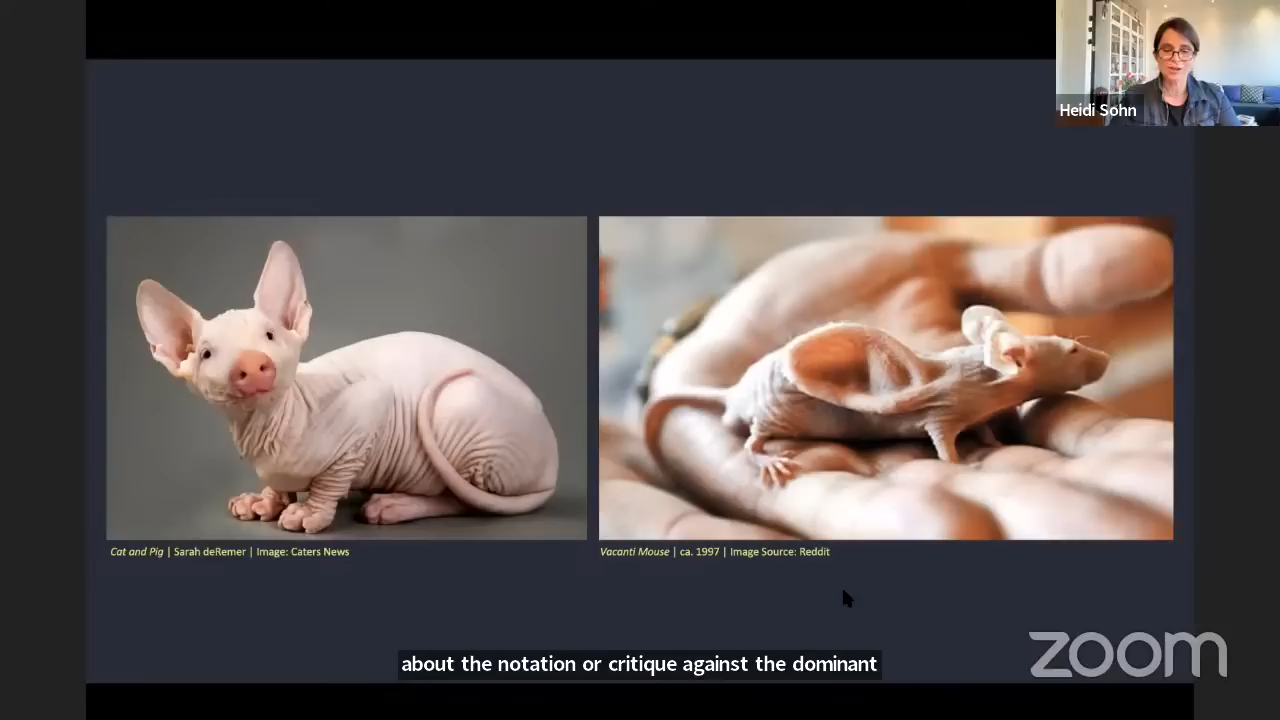 Heidi Sohn
Cat and Pig | Sarah deRemer | Image: Caters News
Vacanti Mouse | ca. 1997 | Image Source: Reddit
about the notation or critique against the dominant
zoom